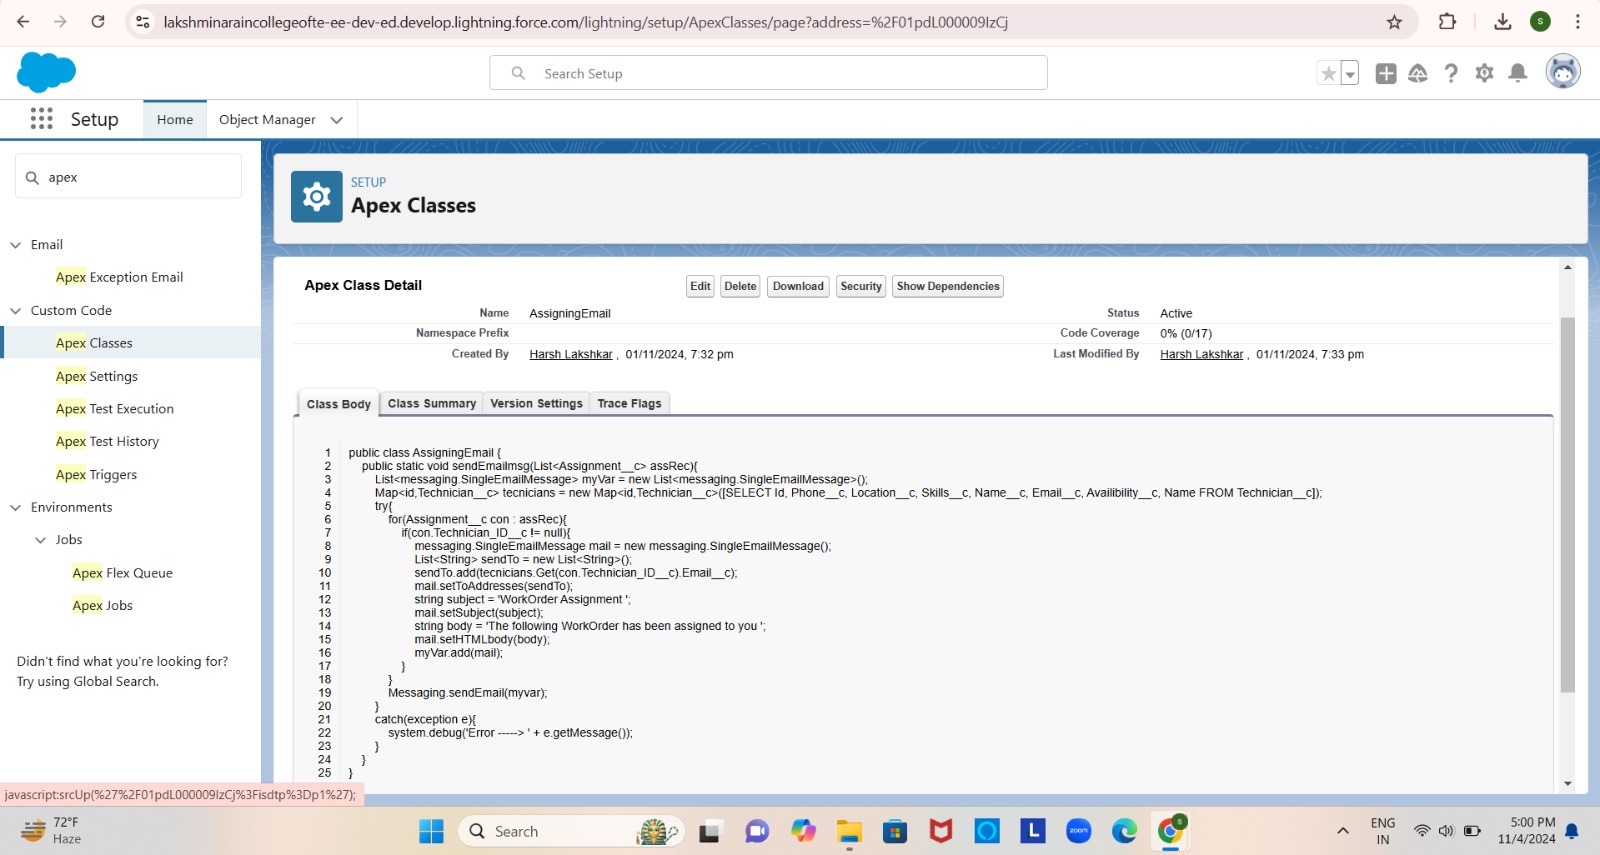 lakshminaraincollegeofte-ee-dev-ed.develop.lightning.force.com/lightning/setup/ApexClasses/page?address=%2F01pdL000009IzCj
S
Search Setup
Setup
Home
Object Manager
apex
Email
Apex Exception Email
Custom Code
Apex Classes
Apex Settings
Apex Test Execution
Apex Test History
Apex Triggers
Environments
Jobs
Apex Flex Queue
Apex Jobs
Didn't find what you're looking for?
Try using Global Search.
SETUP
Apex Classes
Apex Class Detail
Edit Delete Download Security Show Dependencies
Name AssigningEmail Status Active
Namespace Prefix Code Coverage 0% (0/17)
Created By Harsh Lakshkar , 01/11/2024, 7:32 pm Last Modified By Harsh Lakshkar , 01/11/2024, 7:33 pm
Class Body Class Summary Version Settings Trace Flags
1 public class AssigningEmail {
2 public static void sendEmailmsg(List<Assignment__c> assRec){
3 List<messaging.SingleEmailMessage> myVar = new List<messaging.SingleEmailMessage>();
4 Map<id,Technician__c> tecnicians = new Map<id,Technician__c>([SELECT Id, Phone__c, Location__c, Skills__c, Name__c, Email__c, Availibility__c, Name FROM Technician__c]);
5 try{
6 for(Assignment__c con : assRec){
7 if(con.Technician_ID__c != null){
8 messaging.SingleEmailMessage mail = new messaging.SingleEmailMessage();
9 List<String> sendTo = new List<String>();
10 sendTo.add(tecnicians.Get(con.Technician_ID__c).Email__c);
11 mail.setToAddresses(sendTo);
12 string subject = 'WorkOrder Assignment ';
13 mail.setSubject(subject);
14 string body = 'The following WorkOrder has been assigned to you ';
15 mail.setHTMLbody(body);
16 myVar.add(mail);
17 }
18 }
19 Messaging.sendEmail(myvar);
20 }
21 catch(exception e){
22 system.debug('Error -----> ' + e.getMessage());
23 }
24 }
25 }
javascript:srcUp(%27%2F01pdL000009IzCj%3Fisdtp%3Dp1%27);
72°F
Haze
Search
L
zoom
S
ENG
IN
5:00 PM
11/4/2024